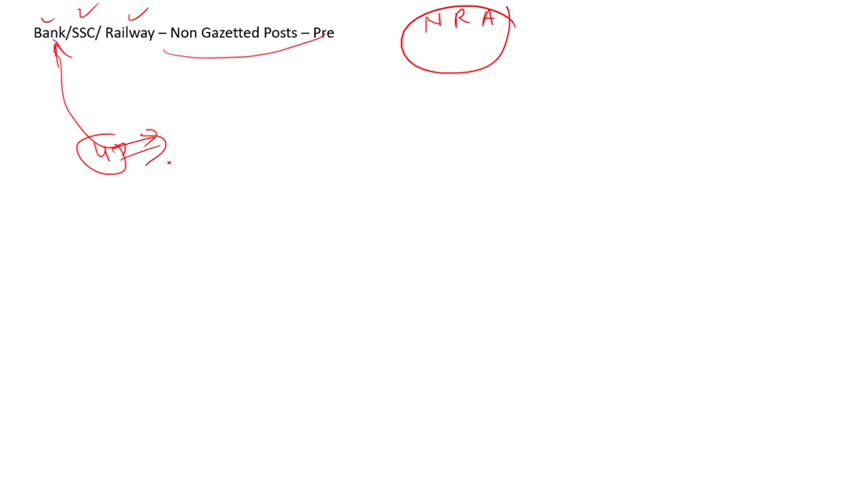 Bank/SSC/ Railway – Non Gazetted Posts – Pre
NRA